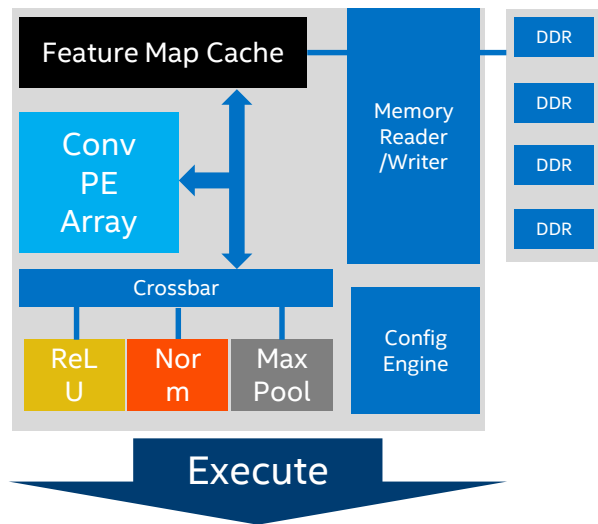 Feature Map Cache
Conv
PE
Array
Memory
Reader
/Writer
DDR
DDR
DDR
DDR
Crossbar
ReL
U
Nor
m
Max
Pool
Config
Engine
Execute